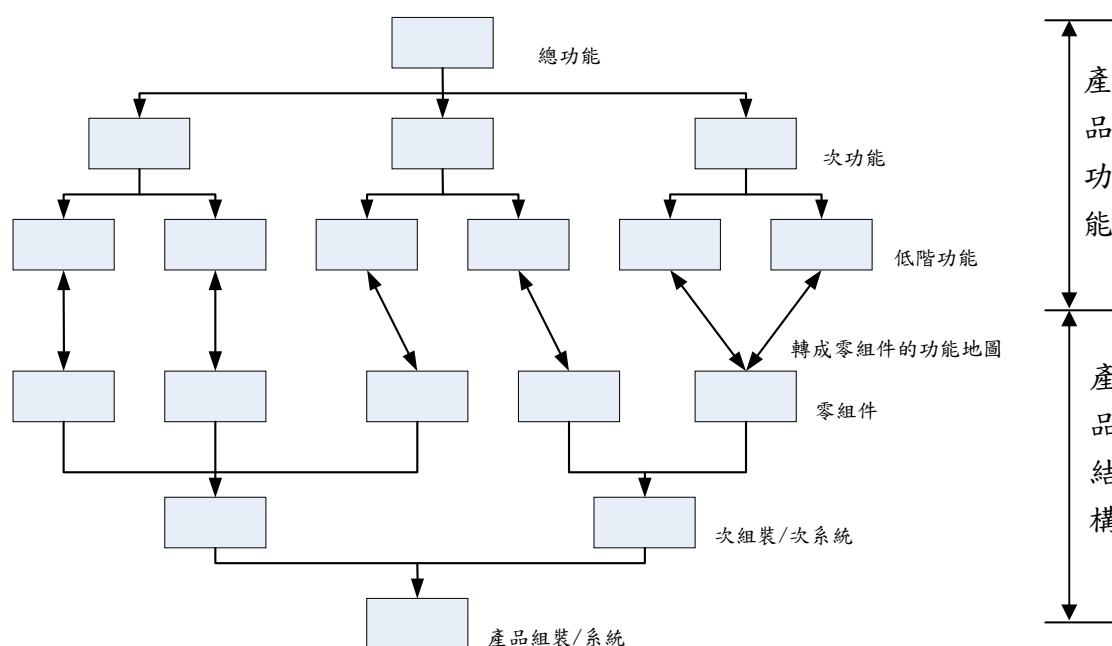 總功能
次功能
低階功能
轉成零組件的功能地圖
零組件
次組裝/次系統
產品組裝/系統
產品功能
產品結構